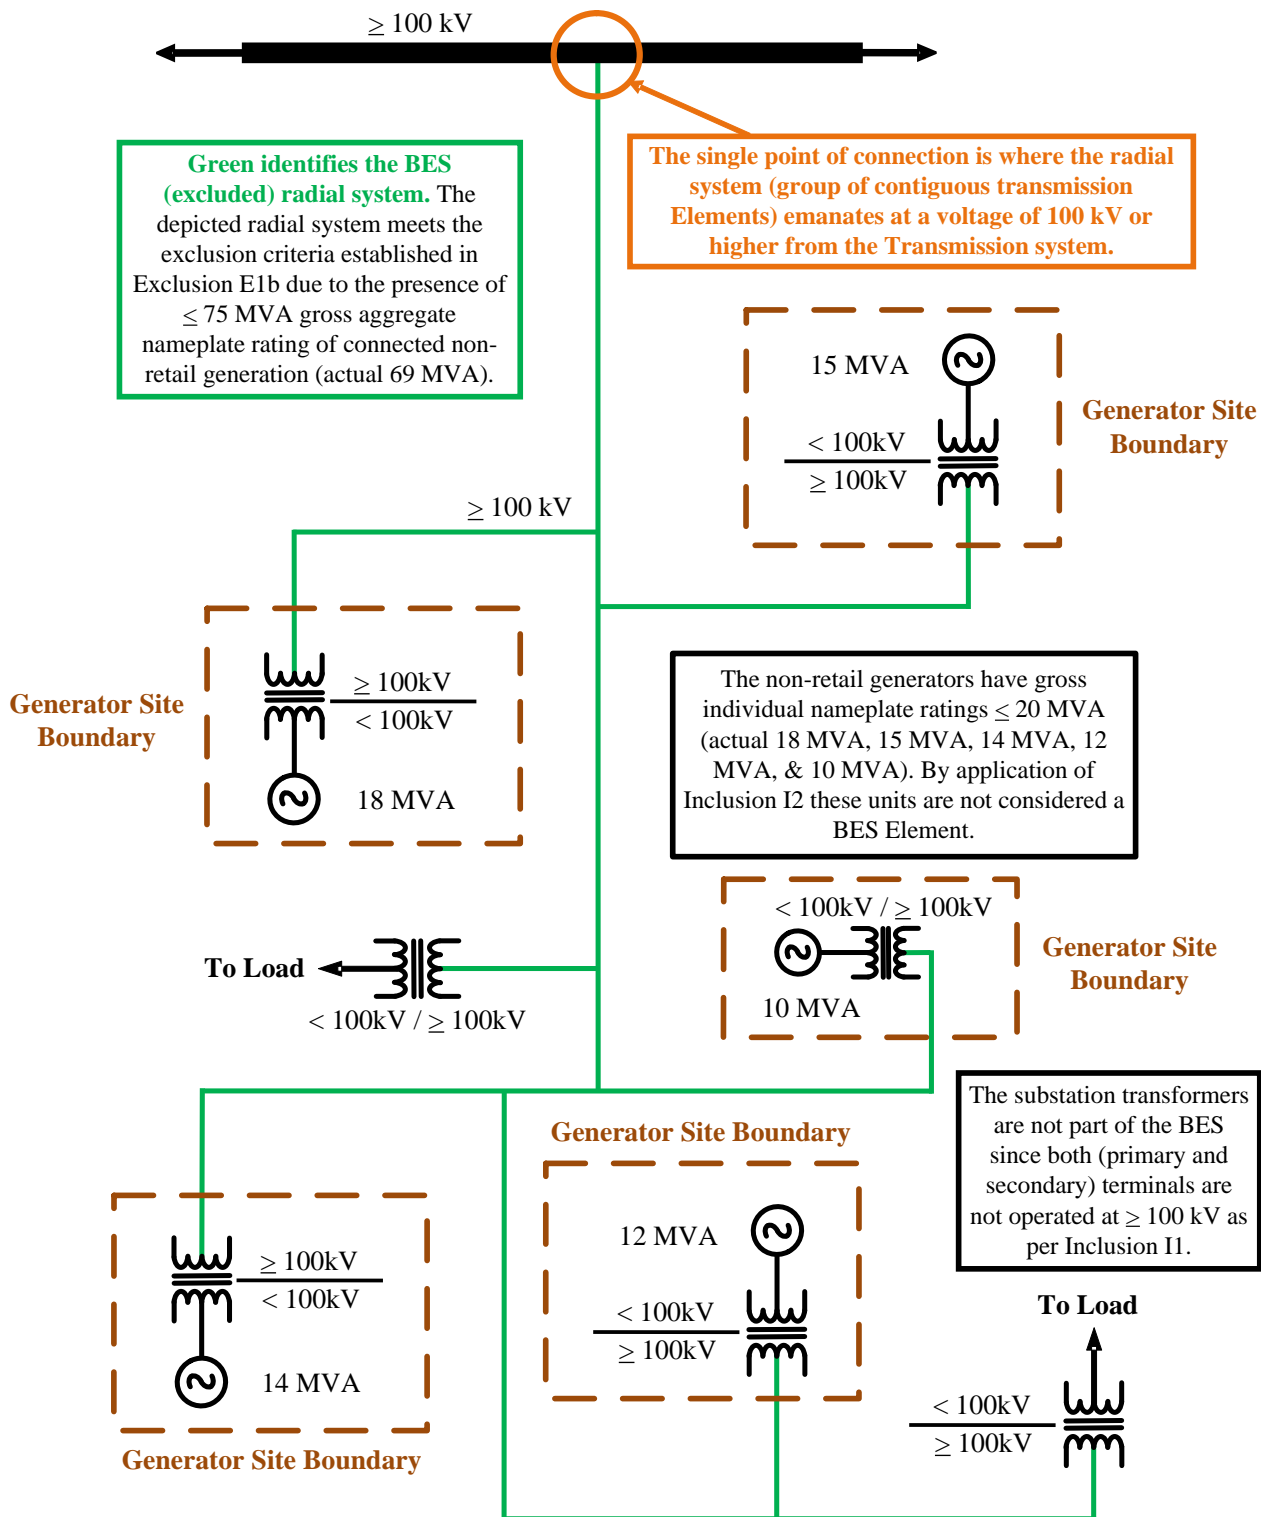 ≥ 100 kV
Green identifies the BES
(excluded) radial system. The
depicted radial system meets the
exclusion criteria established in
Exclusion E1b due to the presence of
≤ 75 MVA gross aggregate
nameplate rating of connected non-
retail generation (actual 69 MVA).
The single point of connection is where the radial
system (group of contiguous transmission
Elements) emanates at a voltage of 100 kV or
higher from the Transmission system.
15 MVA
< 100kV
≥ 100kV
Generator Site
Boundary
≥ 100 kV
Generator Site
Boundary
≥ 100kV
< 100kV
18 MVA
The non-retail generators have gross
individual nameplate ratings ≤ 20 MVA
(actual 18 MVA, 15 MVA, 14 MVA, 12
MVA, & 10 MVA). By application of
Inclusion I2 these units are not considered a
BES Element.
To Load
< 100kV / ≥ 100kV
< 100kV / ≥ 100kV
10 MVA
Generator Site
Boundary
The substation transformers
are not part of the BES
since both (primary and
secondary) terminals are
not operated at ≥ 100 kV as
per Inclusion I1.
Generator Site Boundary
12 MVA
< 100kV
≥ 100kV
≥ 100kV
< 100kV
14 MVA
Generator Site Boundary
To Load
< 100kV
≥ 100kV